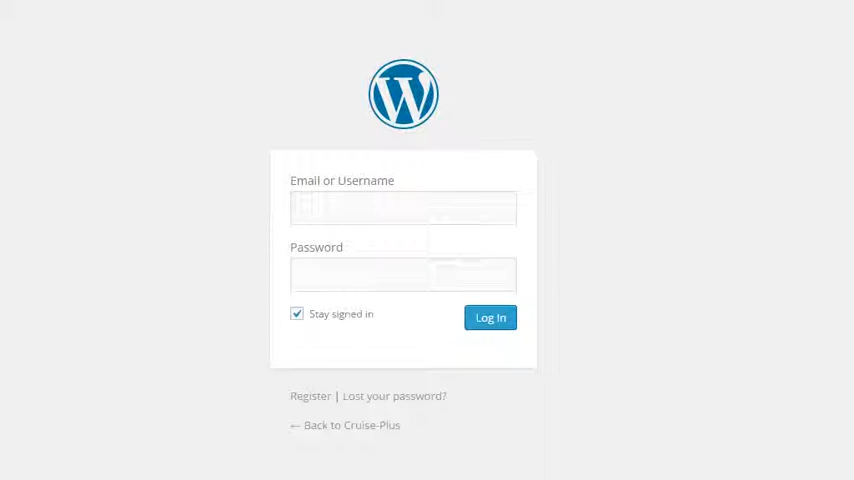 Email or Username
Password
Stay signed in
Log In
Register | Lost your password?
← Back to Cruise-Plus